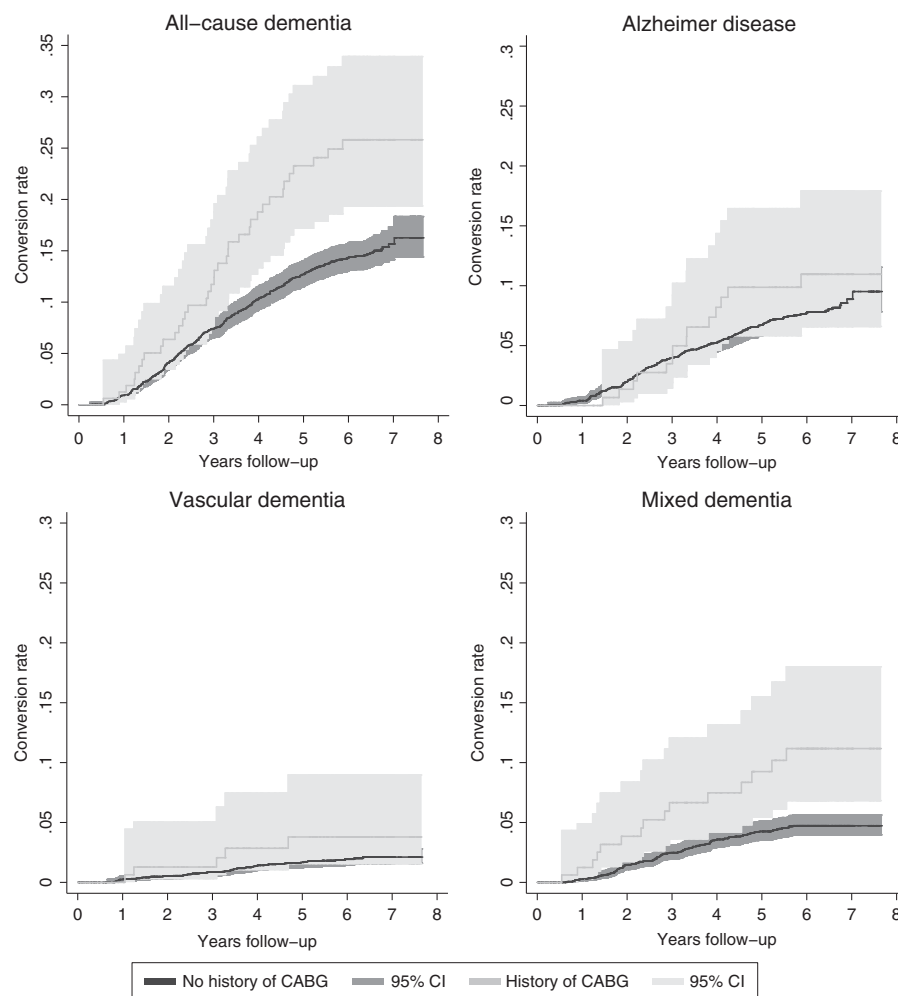 All−cause dementia
Alzheimer disease
Conversion rate
0 .05 .1 .15 .2 .25 .3 .35
0 1 2 3 4 5 6 7 8
Years follow−up
Conversion rate
0 .05 .1 .15 .2 .25 .3
0 1 2 3 4 5 6 7 8
Years follow−up
Vascular dementia
Mixed dementia
Conversion rate
0 .05 .1 .15 .2 .25 .3
0 1 2 3 4 5 6 7 8
Years follow−up
Conversion rate
0 .05 .1 .15 .2 .25 .3
0 1 2 3 4 5 6 7 8
Years follow−up
No history of CABG 95% CI History of CABG 95% CI